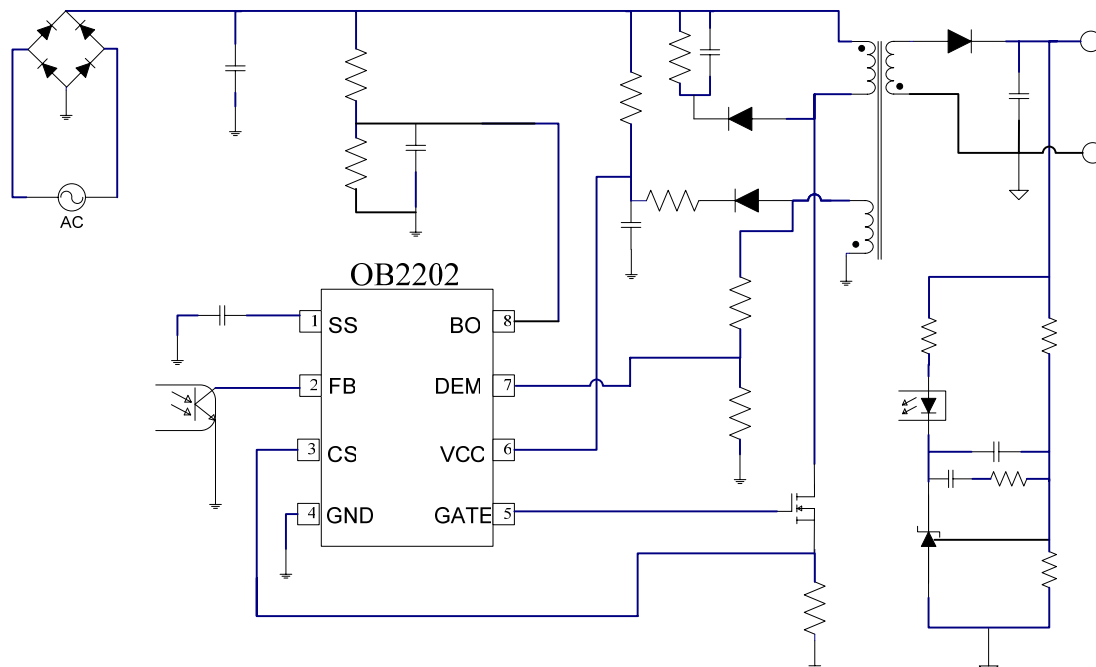 AC
OB2202
1 SS
BO 8
2 FB
DEM 7
3 CS
VCC 6
4 GND
GATE 5